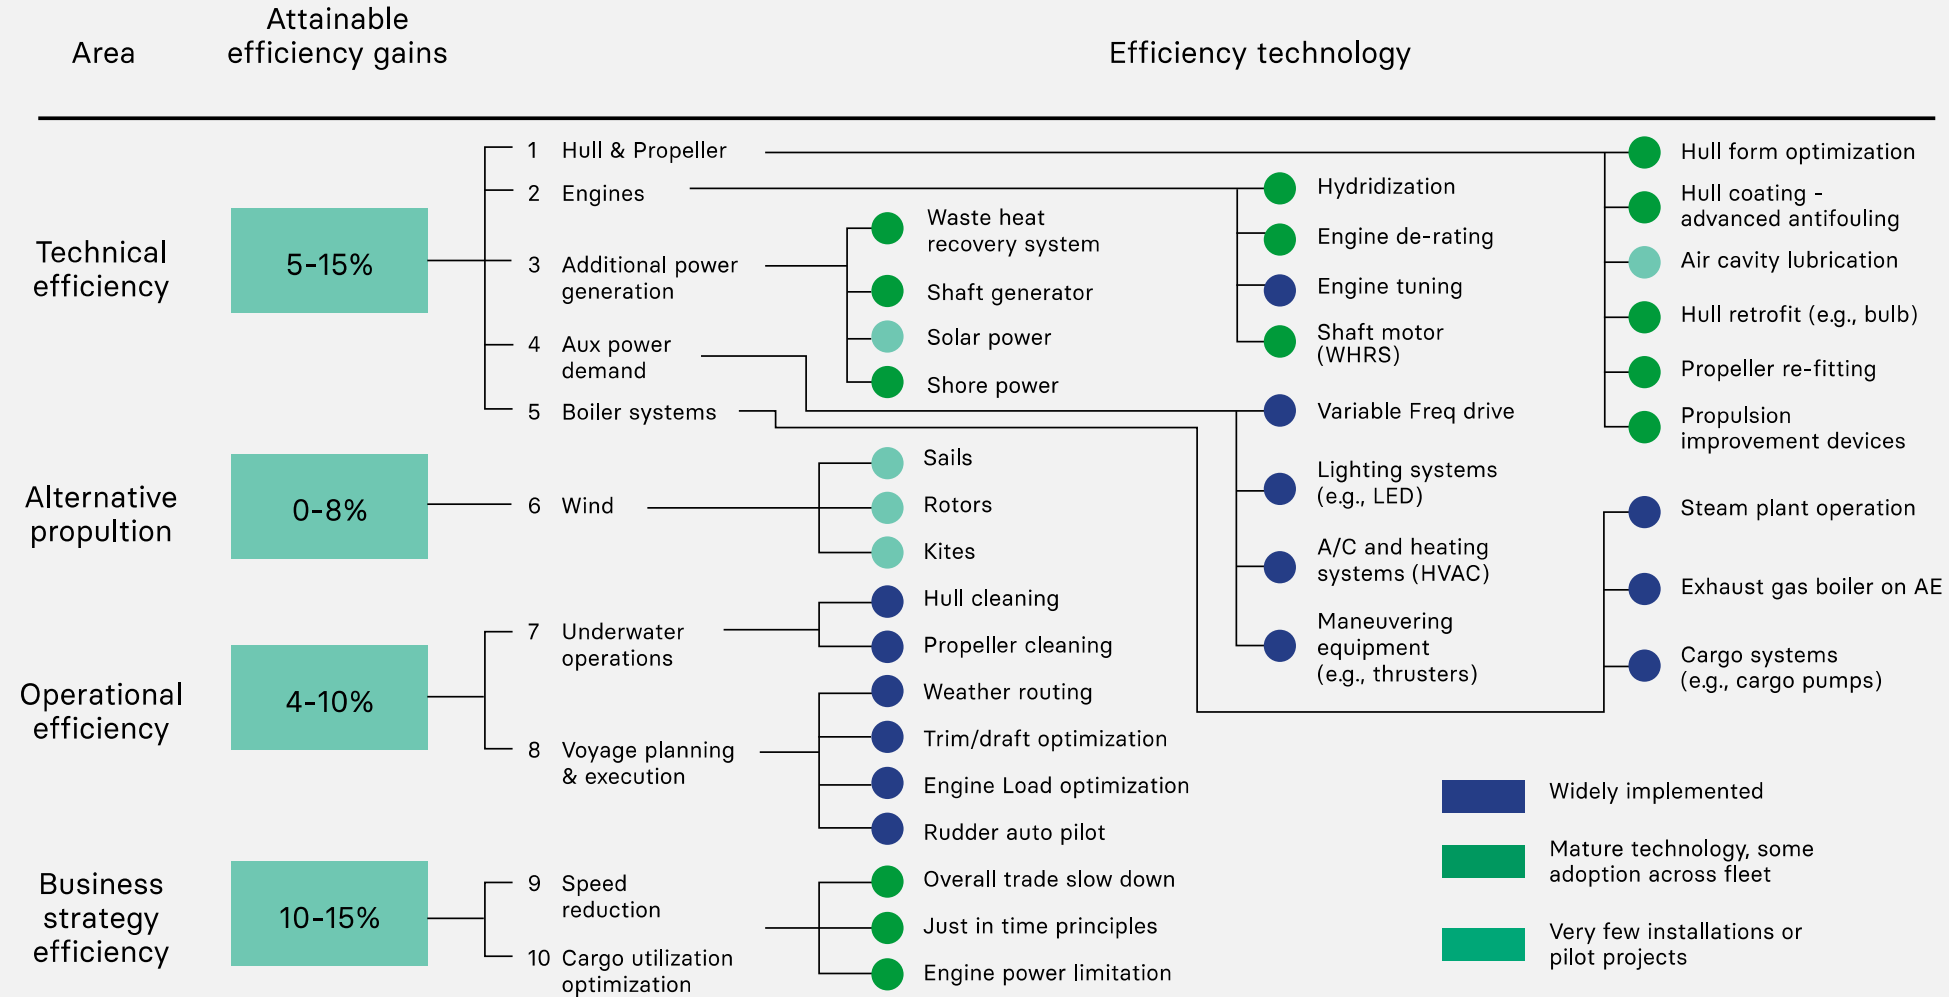 Area
Attainable
efficiency gains
Efficiency technology
Technical
efficiency
5-15%
1 Hull & Propeller
2 Engines
3 Additional power
generation
4 Aux power
demand
5 Boiler systems
Waste heat
recovery system
Shaft generator
Solar power
Shore power
Hydridization
Engine de-rating
Engine tuning
Shaft motor
(WHRS)
Variable Freq drive
Lighting systems
(e.g., LED)
A/C and heating
systems (HVAC)
Maneuvering
equipment
(e.g., thrusters)
Hull form optimization
Hull coating -
advanced antifouling
Air cavity lubrication
Hull retrofit (e.g., bulb)
Propeller re-fitting
Propulsion
improvement devices
Steam plant operation
Exhaust gas boiler on AE
Cargo systems
(e.g., cargo pumps)
Alternative
propultion
0-8%
6 Wind
Sails
Rotors
Kites
Operational
efficiency
4-10%
7 Underwater
operations
Hull cleaning
Propeller cleaning
8 Voyage planning
& execution
Weather routing
Trim/draft optimization
Engine Load optimization
Rudder auto pilot
Business
strategy
efficiency
10-15%
9 Speed
reduction
10 Cargo utilization
optimization
Overall trade slow down
Just in time principles
Engine power limitation
Widely implemented
Mature technology, some
adoption across fleet
Very few installations or
pilot projects